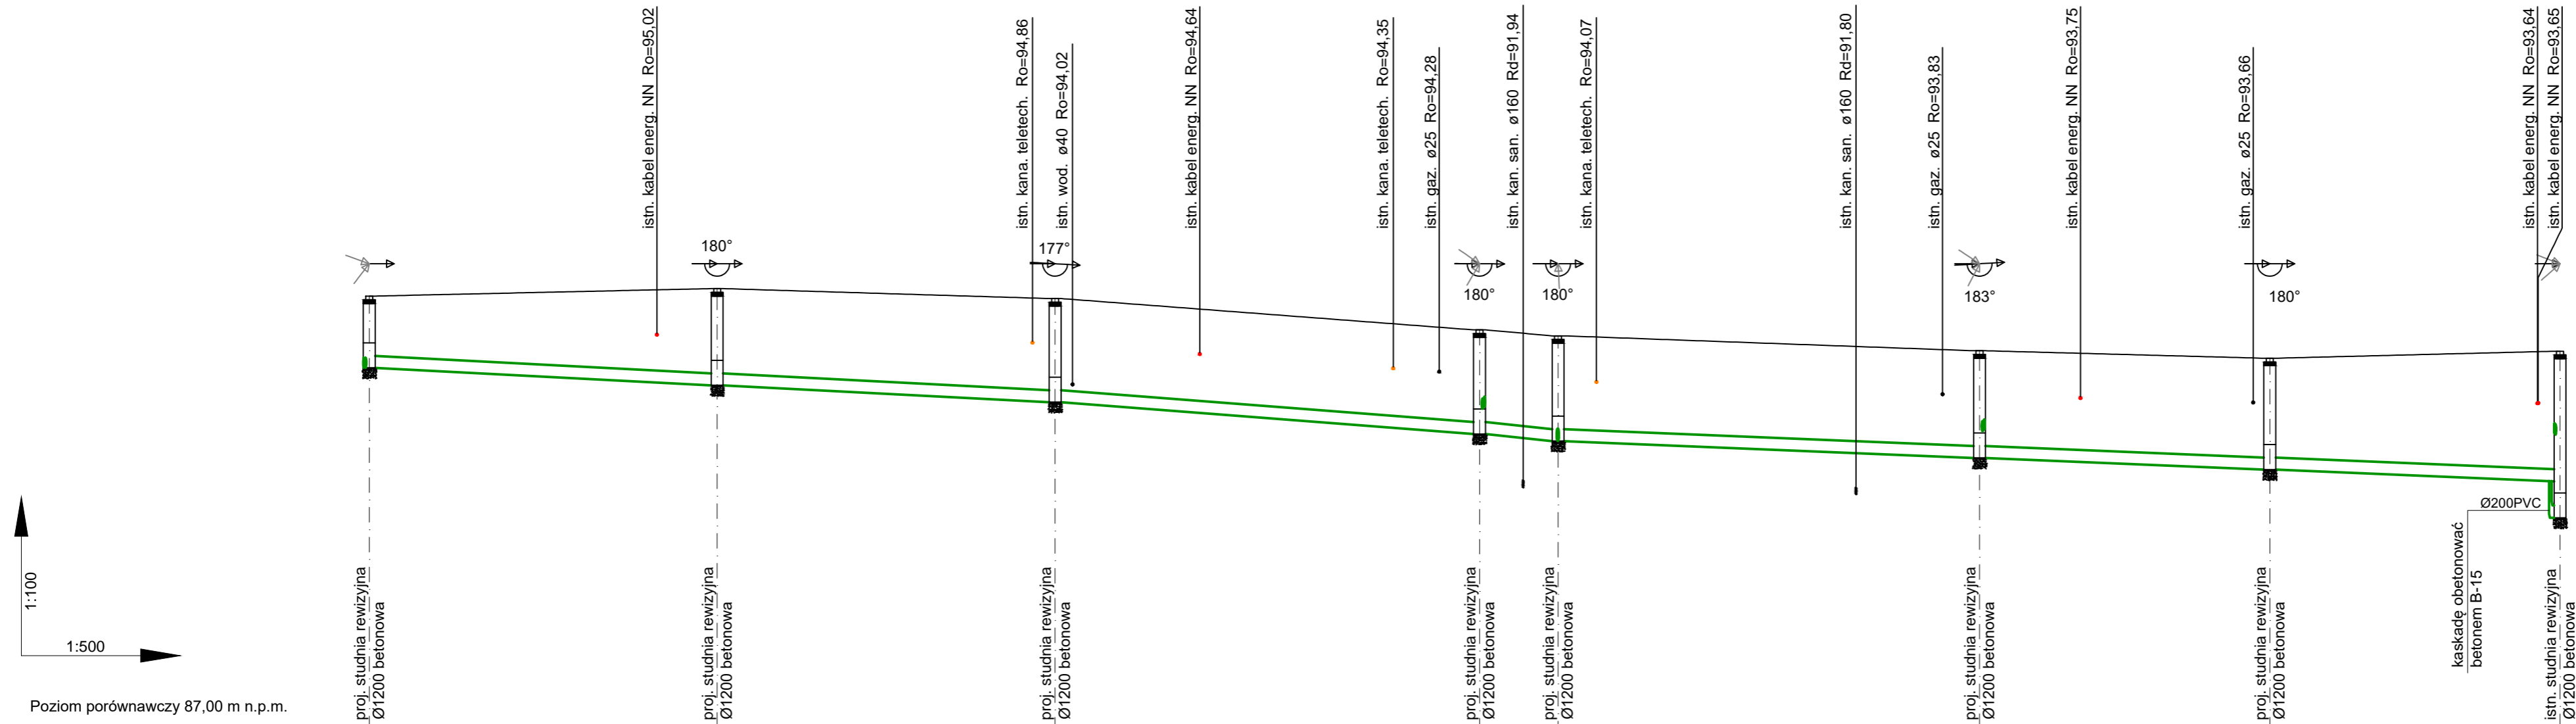 istn. kabel energ. NN Ro=95,02
istn. kana. teletech. Ro=94,86
istn. wod. ø40 Ro=94,02
istn. kabel energ. NN Ro=94,64
istn. kana. teletech. Ro=94,35
istn. gaz. ø25 Ro=94,28
istn. kan. san. ø160 Rd=91,94
istn. kana. teletech. Ro=94,07
istn. kan. san. ø160 Rd=91,80
istn. gaz. ø25 Ro=93,83
istn. kabel energ. NN Ro=93,75
istn. gaz. ø25 Ro=93,66
istn. kabel energ. NN Ro=93,64
istn. kabel energ. NN Ro=93,65
180°
177°
180°
180°
183°
180°
Ø200PVC
kaskadę obetonować
betonem B-15
1:100
1:500
proj. studnia rewizyjna
Ø1200 betonowa
proj. studnia rewizyjna
Ø1200 betonowa
proj. studnia rewizyjna
Ø1200 betonowa
proj. studnia rewizyjna
Ø1200 betonowa
proj. studnia rewizyjna
Ø1200 betonowa
proj. studnia rewizyjna
Ø1200 betonowa
proj. studnia rewizyjna
Ø1200 betonowa
istn. studnia rewizyjna
Ø1200 betonowa
Poziom porównawczy 87,00 m n.p.m.